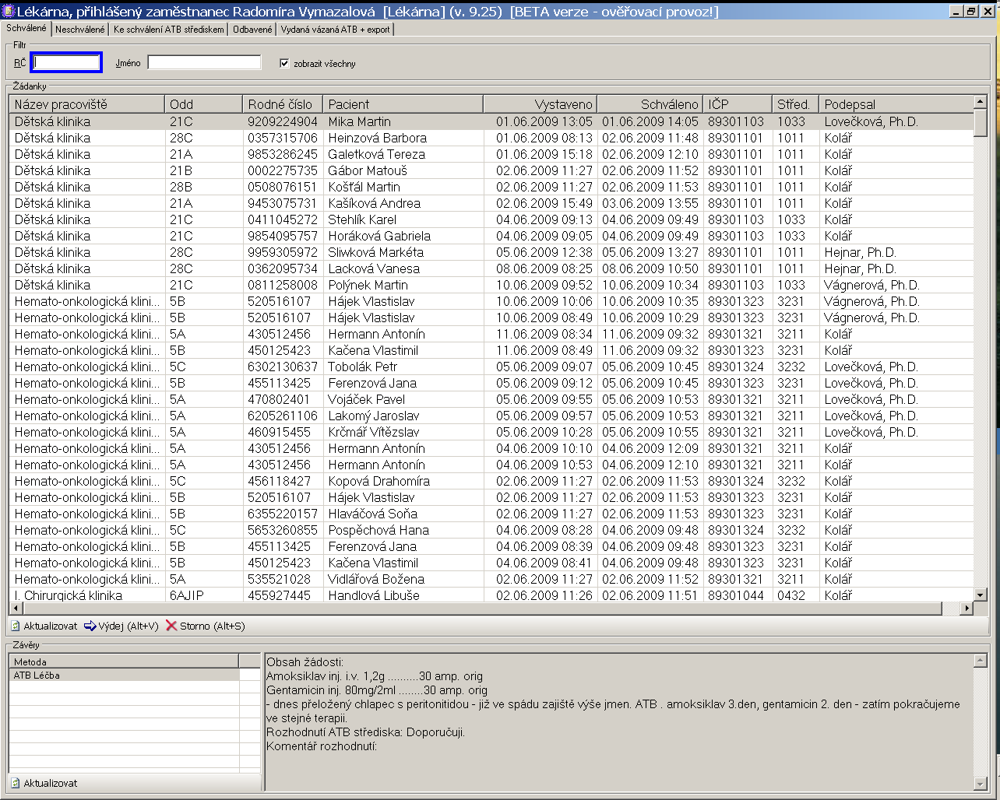 Lékárna, přihlášený zaměstnanec Radomíra Vymazalová [Lékárna] (v. 9.25) [BETA verze - ověřovací provoz!]
Schválené Neschválené Ke schválení ATB střediskem Odbavené Vydaná vázaná ATB + export
Filtr
RČ Jméno zobrazit všechny
Žádanky
Název pracoviště Odd Rodné číslo Pacient Vystaveno Schváleno IČP Střed. Podepsal
Dětská klinika 21C 9209224904 Mika Martin 01.06.2009 13:05 01.06.2009 14:05 89301103 1033 Lovečková, Ph.D.
Dětská klinika 28C 0357315706 Heinzová Barbora 01.06.2009 08:13 02.06.2009 11:48 89301101 1011 Kolář
Dětská klinika 21A 9853286245 Galetková Tereza 01.06.2009 15:18 02.06.2009 12:10 89301101 1011 Kolář
Dětská klinika 21B 0002275735 Gábor Matouš 02.06.2009 11:27 02.06.2009 11:52 89301101 1011 Kolář
Dětská klinika 28B 0508076151 Košťál Martin 02.06.2009 11:27 02.06.2009 11:53 89301101 1011 Kolář
Dětská klinika 21A 9453075731 Kašíková Andrea 02.06.2009 15:49 03.06.2009 13:55 89301101 1011 Kolář
Dětská klinika 21C 0411045272 Stehlík Karel 04.06.2009 09:13 04.06.2009 09:49 89301103 1033 Kolář
Dětská klinika 21C 9854095757 Horáková Gabriela 04.06.2009 09:05 04.06.2009 09:49 89301103 1033 Kolář
Dětská klinika 28C 9959305972 Sliwková Markéta 05.06.2009 12:38 05.06.2009 13:27 89301101 1011 Hejnar, Ph.D.
Dětská klinika 28C 0362095734 Lacková Vanesa 08.06.2009 08:25 08.06.2009 10:50 89301101 1011 Hejnar, Ph.D.
Dětská klinika 21C 0811258008 Polýnek Martin 10.06.2009 09:52 10.06.2009 10:34 89301103 1033 Vágnerová, Ph.D.
Hemato-onkologická klini... 5B 520516107 Hájek Vlastislav 10.06.2009 10:06 10.06.2009 10:35 89301323 3231 Vágnerová, Ph.D.
Hemato-onkologická klini... 5B 520516107 Hájek Vlastislav 10.06.2009 08:49 10.06.2009 10:29 89301323 3231 Vágnerová, Ph.D.
Hemato-onkologická klini... 5A 430512456 Hermann Antonín 11.06.2009 08:34 11.06.2009 09:32 89301321 3211 Kolář
Hemato-onkologická klini... 5B 450125423 Kačena Vlastimil 11.06.2009 08:49 11.06.2009 09:32 89301323 3231 Kolář
Hemato-onkologická klini... 5C 6302130637 Tobolák Petr 05.06.2009 09:07 05.06.2009 10:45 89301324 3232 Lovečková, Ph.D.
Hemato-onkologická klini... 5B 455113425 Ferenzová Jana 05.06.2009 09:12 05.06.2009 10:45 89301323 3231 Lovečková, Ph.D.
Hemato-onkologická klini... 5A 470802401 Vojáček Pavel 05.06.2009 09:55 05.06.2009 10:53 89301321 3211 Lovečková, Ph.D.
Hemato-onkologická klini... 5A 6205261106 Lakomý Jaroslav 05.06.2009 09:57 05.06.2009 10:53 89301321 3211 Lovečková, Ph.D.
Hemato-onkologická klini... 5A 460915455 Krčmář Vítězslav 05.06.2009 10:28 05.06.2009 10:55 89301321 3211 Lovečková, Ph.D.
Hemato-onkologická klini... 5A 430512456 Hermann Antonín 04.06.2009 10:10 04.06.2009 12:09 89301321 3211 Kolář
Hemato-onkologická klini... 5A 430512456 Hermann Antonín 04.06.2009 10:53 04.06.2009 12:10 89301321 3211 Kolář
Hemato-onkologická klini... 5C 456118427 Kopová Drahomíra 02.06.2009 11:27 02.06.2009 11:53 89301324 3232 Kolář
Hemato-onkologická klini... 5B 520516107 Hájek Vlastislav 02.06.2009 11:27 02.06.2009 11:53 89301323 3231 Kolář
Hemato-onkologická klini... 5B 6355220157 Hlaváčová Soňa 02.06.2009 11:27 02.06.2009 11:53 89301323 3231 Kolář
Hemato-onkologická klini... 5C 5653260855 Pospěchová Hana 04.06.2009 08:28 04.06.2009 09:48 89301324 3232 Kolář
Hemato-onkologická klini... 5B 455113425 Ferenzová Jana 04.06.2009 08:39 04.06.2009 09:48 89301323 3231 Kolář
Hemato-onkologická klini... 5B 450125423 Kačena Vlastimil 04.06.2009 08:41 04.06.2009 09:48 89301323 3231 Kolář
Hemato-onkologická klini... 5A 535521028 Vidlářová Božena 02.06.2009 11:27 02.06.2009 11:52 89301321 3211 Kolář
I. Chirurgická klinika 6AJIP 455927445 Handlová Libuše 02.06.2009 11:26 02.06.2009 11:51 89301044 0432 Kolář
Aktualizovat Výdej (Alt+V) Storno (Alt+S)
Závěry
Metoda
ATB Léčba
Obsah žádosti:
Amoksiklav inj. i.v. 1,2g ..........30 amp. orig
Gentamicin inj. 80mg/2ml ........30 amp. orig
- dnes přeložený chlapec s peritonitidou - již ve spádu zajiště výše jmen. ATB . amoksiklav 3.den, gentamicin 2. den - zatím pokračujeme
ve stejné terapii.
Rozhodnutí ATB střediska: Doporučuji.
Komentář rozhodnutí:
Aktualizovat